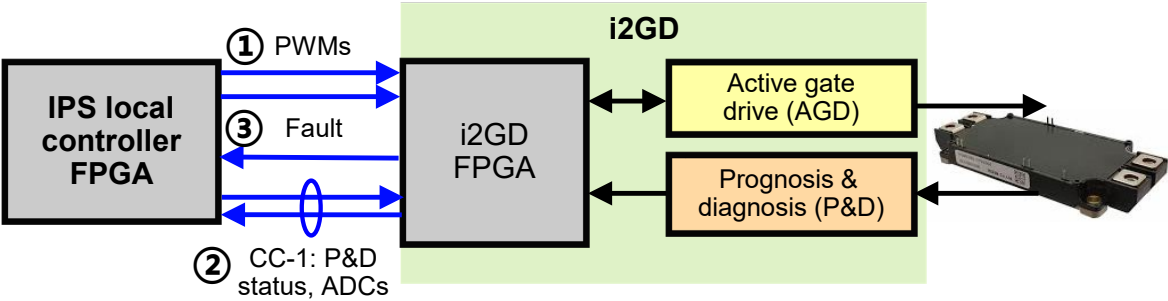 i2GD
① PWMs
IPS local
controller
FPGA
③ Fault
i2GD
FPGA
Active gate
drive (AGD)
Prognosis &
diagnosis (P&D)
② CC-1: P&D
status, ADCs